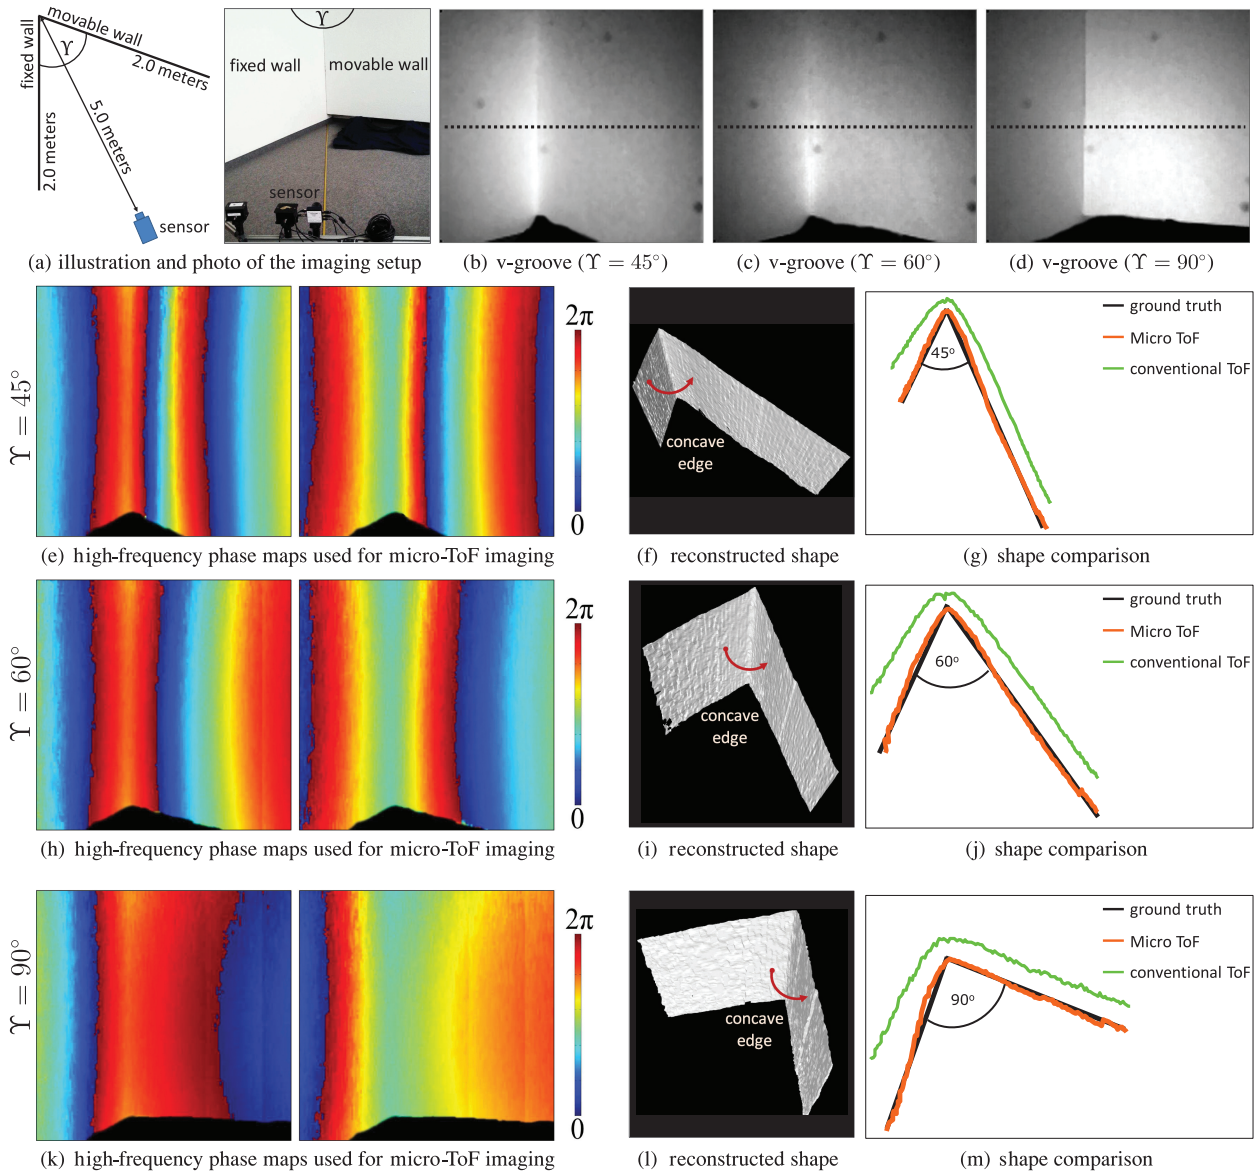 fixed wall
movable wall
ϒ
2.0 meters
2.0 meters
5.0 meters
sensor
ϒ
fixed wall
movable wall
sensor
(a) illustration and photo of the imaging setup
(b) v-groove (ϒ = 45°)
(c) v-groove (ϒ = 60°)
(d) v-groove (ϒ = 90°)
ϒ = 45°
2π
0
concave
edge
45°
ground truth
Micro ToF
conventional ToF
(e) high-frequency phase maps used for micro-ToF imaging
(f) reconstructed shape
(g) shape comparison
ϒ = 60°
2π
0
concave
edge
60°
ground truth
Micro ToF
conventional ToF
(h) high-frequency phase maps used for micro-ToF imaging
(i) reconstructed shape
(j) shape comparison
ϒ = 90°
2π
0
concave
edge
90°
ground truth
Micro ToF
conventional ToF
(k) high-frequency phase maps used for micro-ToF imaging
(l) reconstructed shape
(m) shape comparison